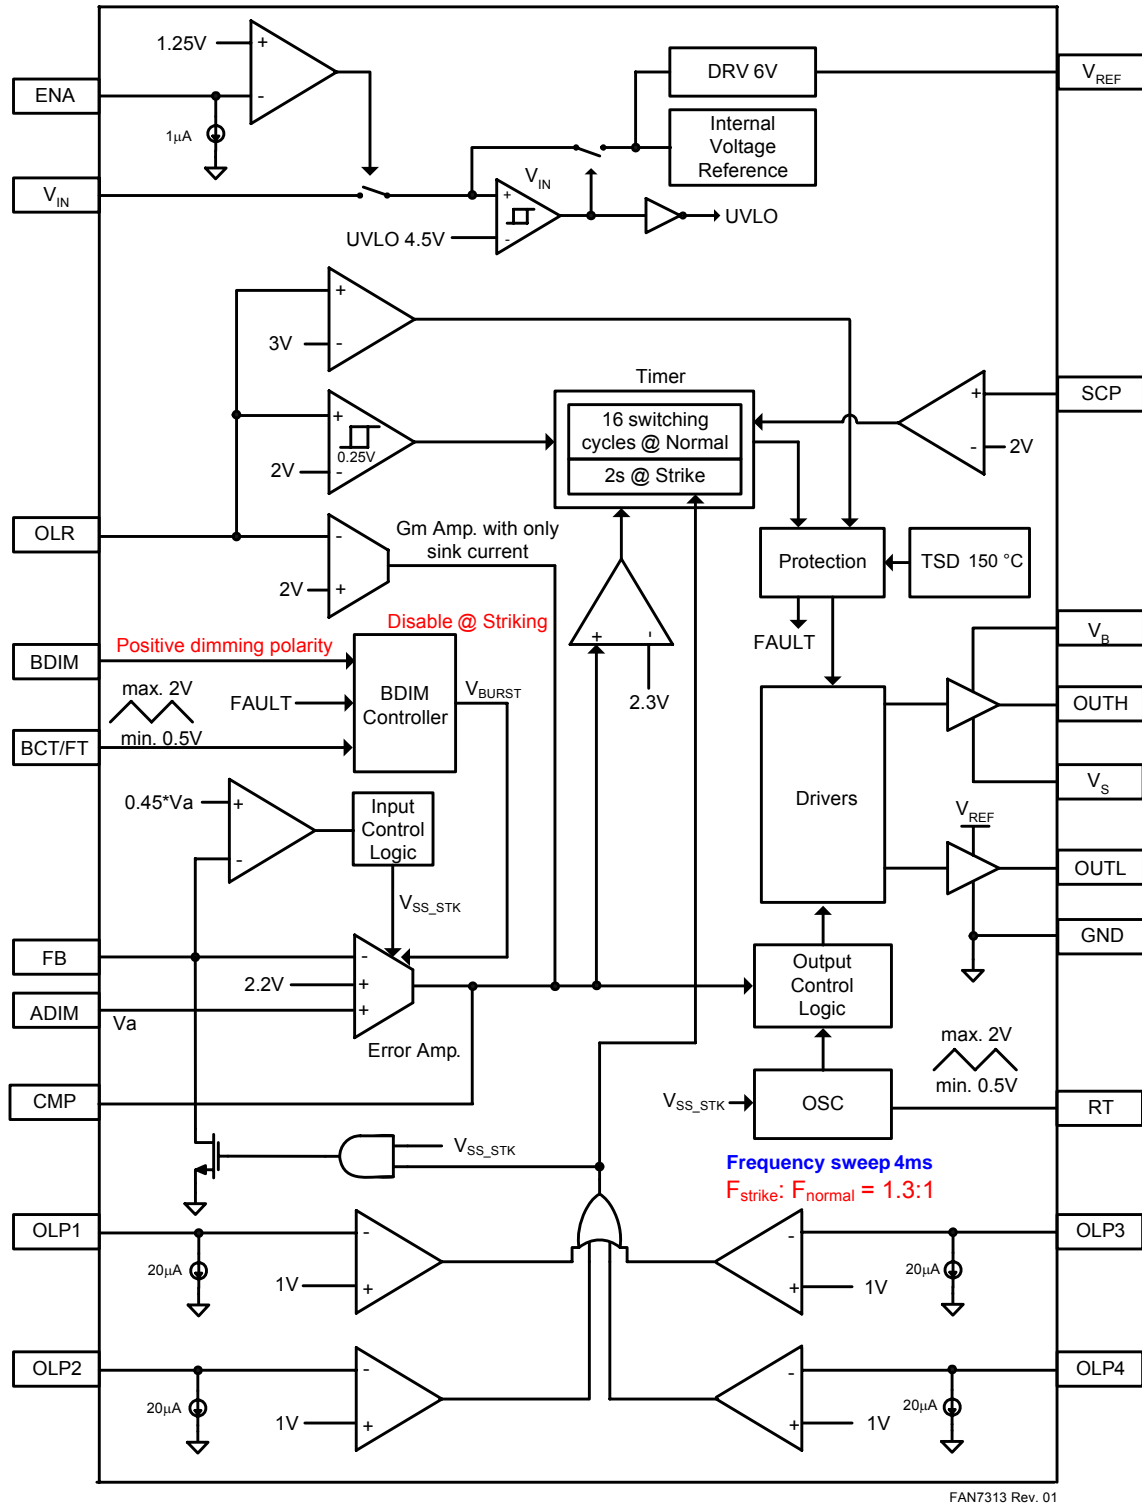 1.25V
+
-
ENA
1μA
DRV 6V
VREF
Internal
Voltage
Reference
VIN
VIN
+
-
UVLO 4.5V
UVLO
+
3V
-
Timer
16 switching
cycles @ Normal
2s @ Strike
+
0.25V
2V
-
+
-
2V
SCP
OLR
-
2V
+
Gm Amp. with only
sink current
Protection
TSD 150 °C
FAULT
+
-
2.3V
Disable @ Striking
Positive dimming polarity
BDIM
max. 2V
FAULT
BDIM
Controller
VBURST
min. 0.5V
BCT/FT
VB
OUTH
VS
Drivers
VREF
OUTL
GND
0.45*Va
+
-
Input
Control
Logic
VSS_STK
FB
-
2.2V
+
ADIM
Va
+
Error Amp.
Output
Control
Logic
max. 2V
min. 0.5V
CMP
VSS_STK
OSC
RT
VSS_STK
Frequency sweep 4ms
Fstrike: Fnormal = 1.3:1
OLP1
-
20μA
1V
+
-
+
1V
20μA
OLP3
OLP2
-
20μA
1V
+
-
+
1V
20μA
OLP4
FAN7313 Rev. 01